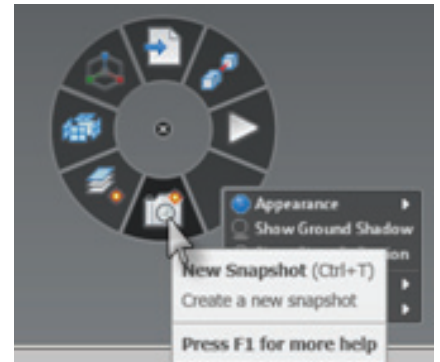 Appearance
Show Ground Shadow
on
New Snapshot (Ctrl+T)
Create a new snapshot
Press F1 for more help